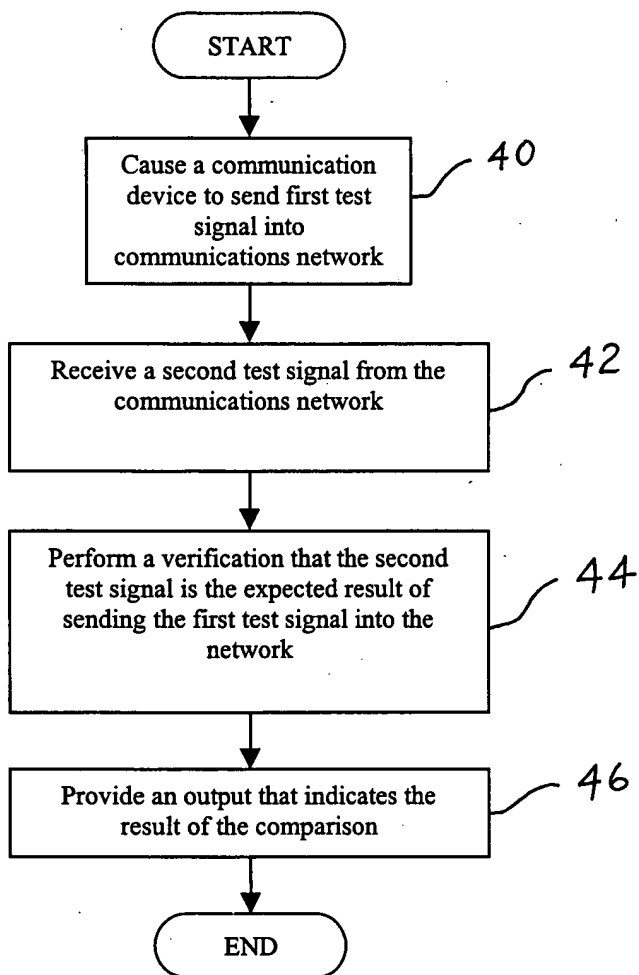 START
Cause a communication
device to send first test
signal into
communications network
40
Receive a second test signal from the
communications network
42
Perform a verification that the second
test signal is the expected result of
sending the first test signal into the
network
44
Provide an output that indicates the
result of the comparison
46
END